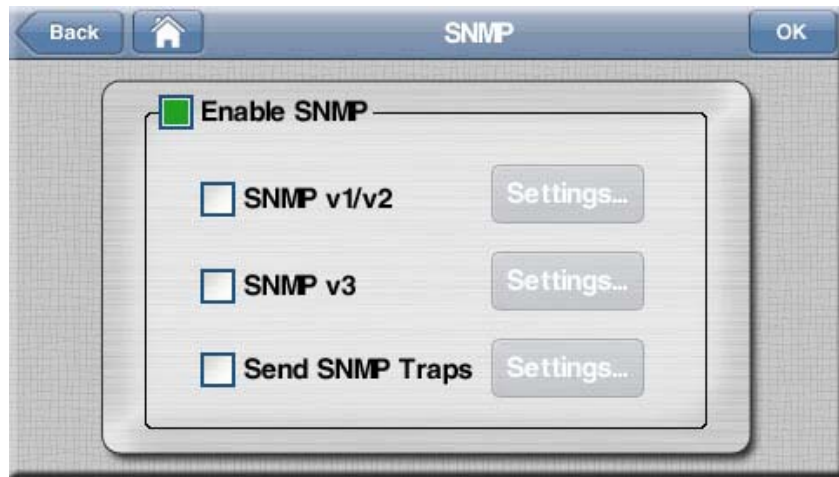 Back SNMP OK
Enable SNMP
SNMP v1/v2 Settings...
SNMP v3 Settings...
Send SNMP Traps Settings...